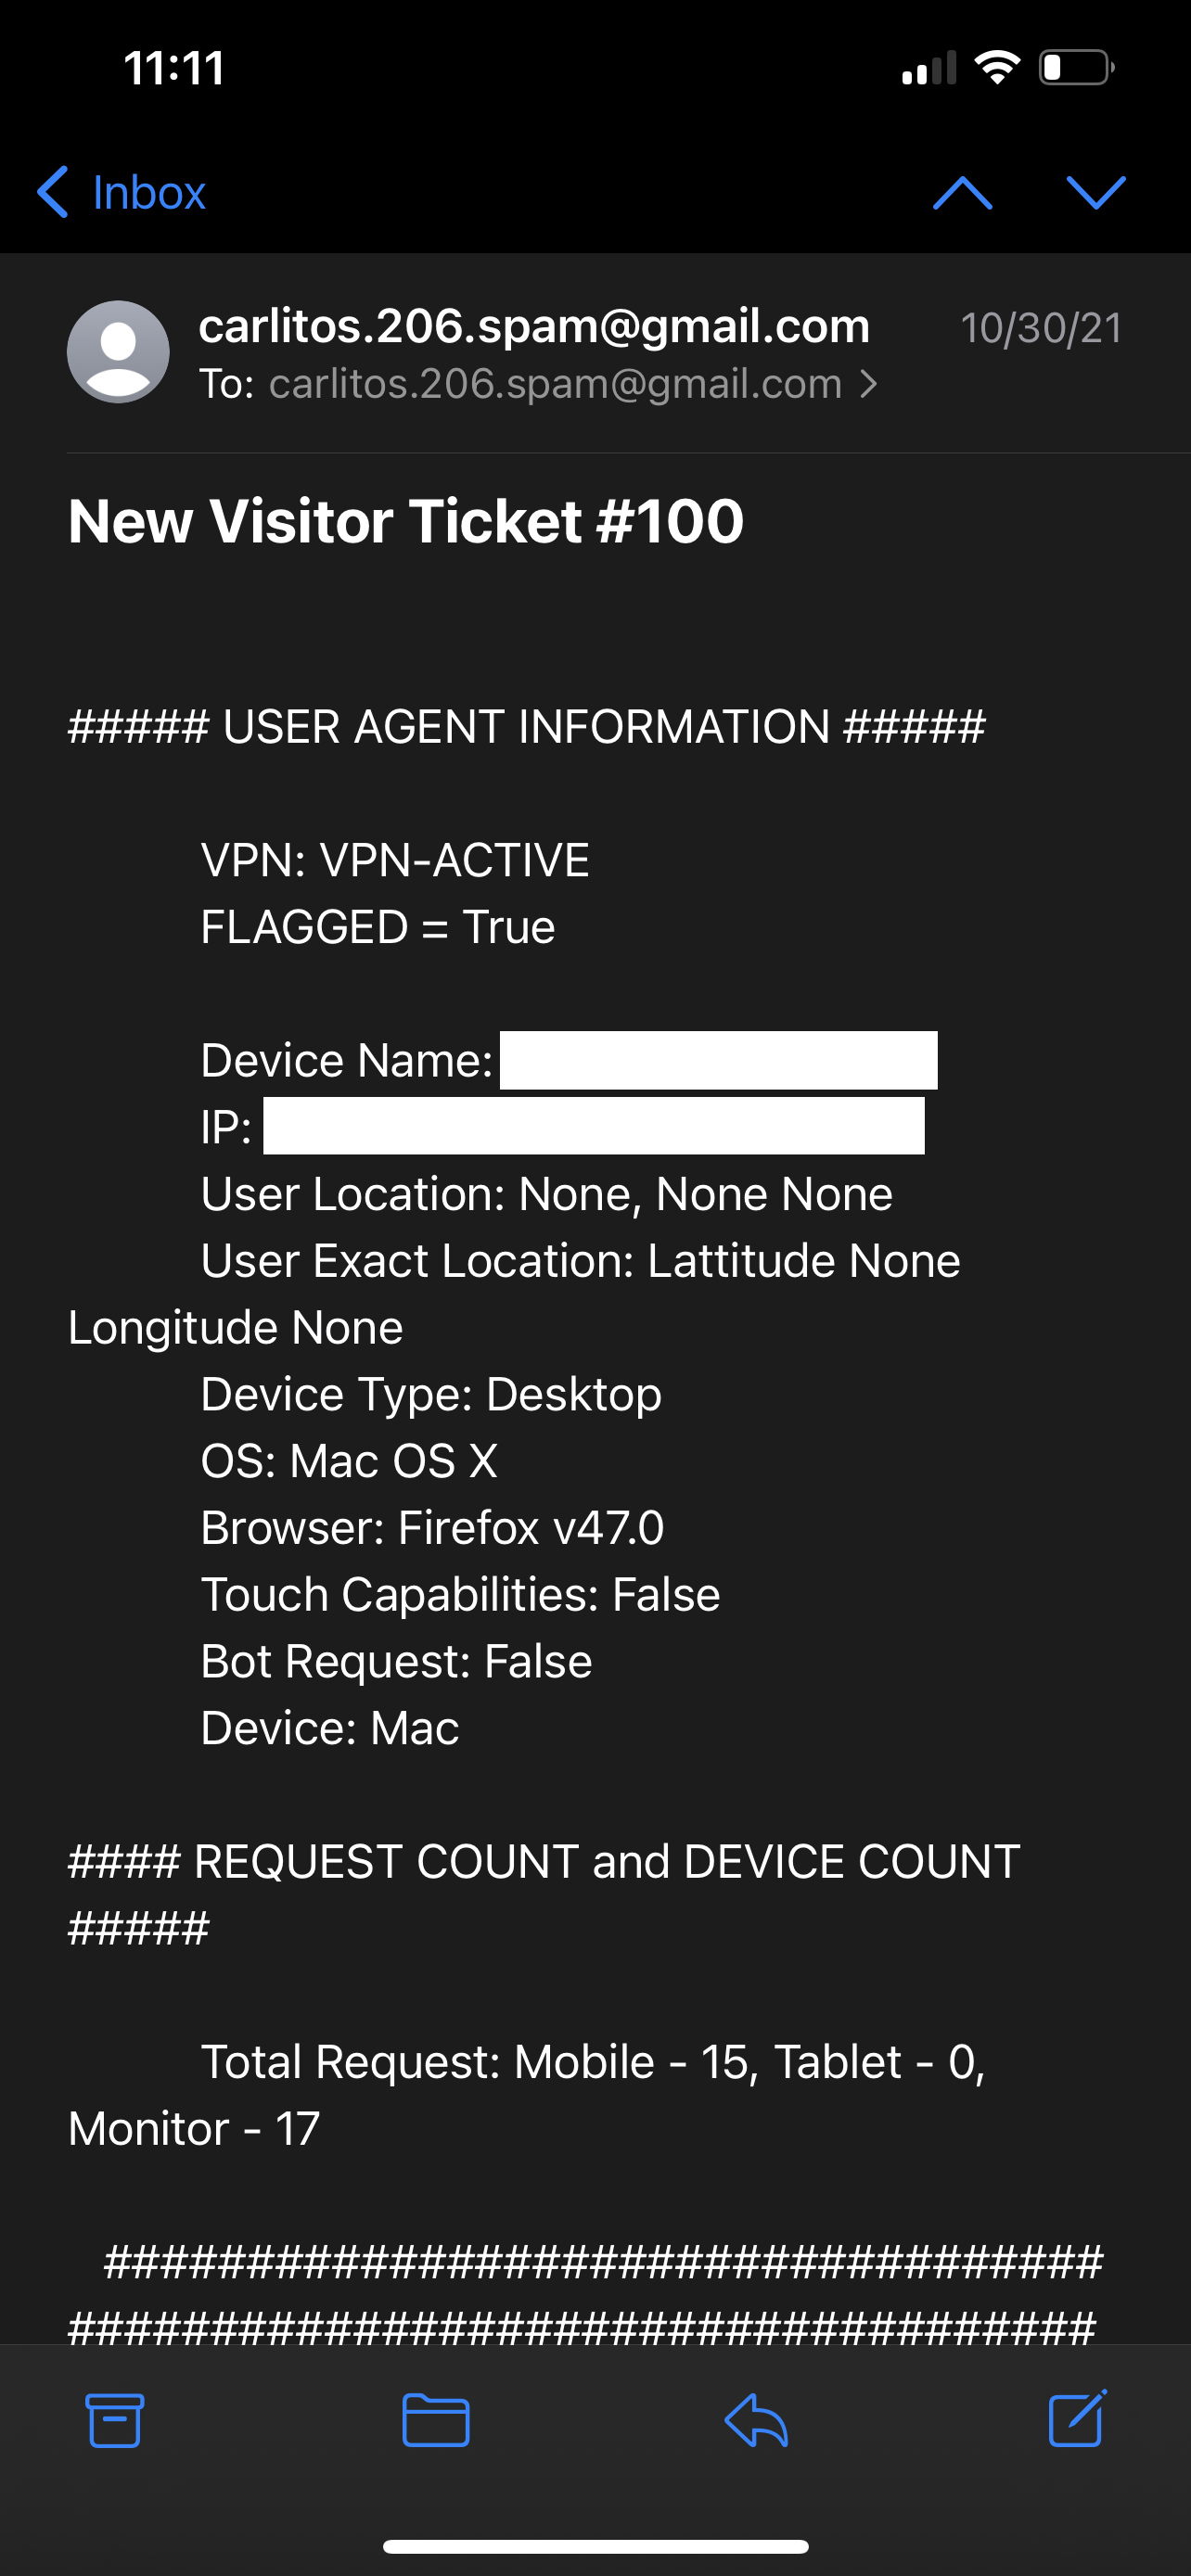 11:11
Inbox
carlitos.206.spam@gmail.com 10/30/21
To: carlitos.206.spam@gmail.com
New Visitor Ticket #100
##### USER AGENT INFORMATION #####
VPN: VPN-ACTIVE
FLAGGED = True
Device Name:
IP:
User Location: None, None None
User Exact Location: Lattitude None
Longitude None
Device Type: Desktop
OS: Mac OS X
Browser: Firefox v47.0
Touch Capabilities: False
Bot Request: False
Device: Mac
#### REQUEST COUNT and DEVICE COUNT
#####
Total Request: Mobile - 15, Tablet - 0,
Monitor - 17
###################################
####################################